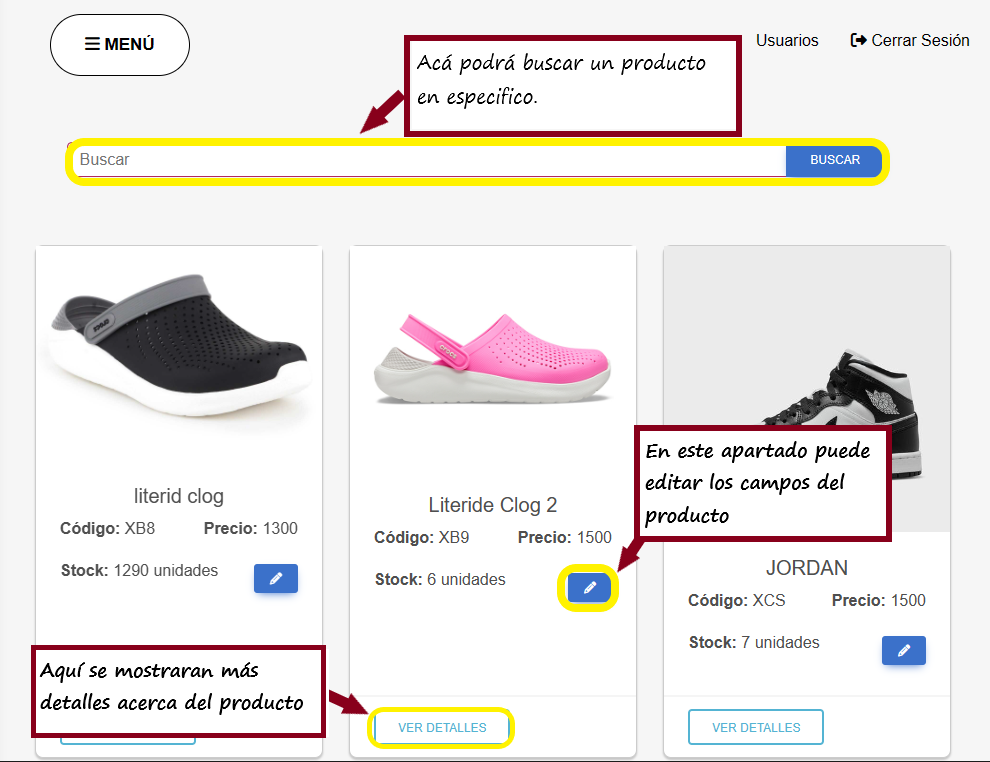 MENÚ
Usuarios
Cerrar Sesión
Acá podrá buscar un producto
en especifico.
Buscar
BUSCAR
crocs
literid clog
Código: XB8 Precio: 1300
Stock: 1290 unidades
Literide Clog 2
Código: XB9 Precio: 1500
Stock: 6 unidades
En este apartado puede
editar los campos del
producto
JORDAN
Código: XCS Precio: 1500
Stock: 7 unidades
Aquí se mostraran más
detalles acerca del producto
VER DETALLES
VER DETALLES